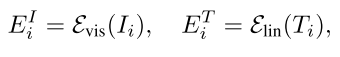 $E_i^I = \mathcal{E}_{\text{vis}}(I_i), \quad E_i^T = \mathcal{E}_{\text{lin}}(T_i),$